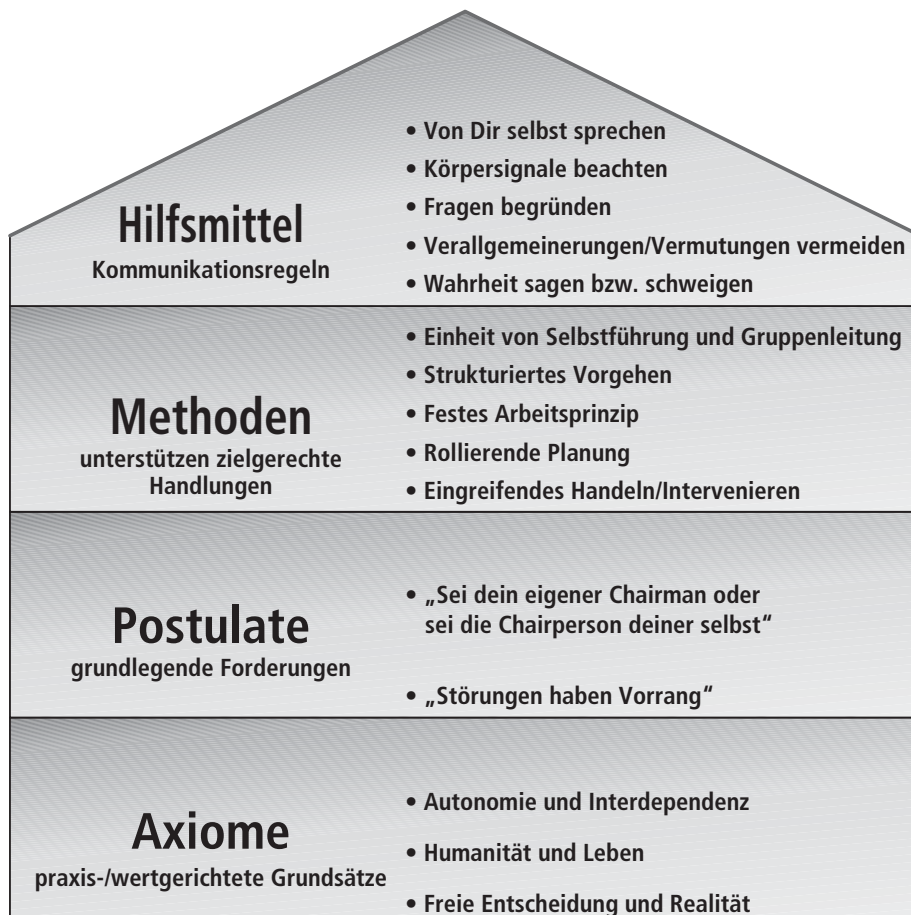 • Von Dir selbst sprechen
• Körpersignale beachten
• Fragen begründen
• Verallgemeinerungen/Vermutungen vermeiden
• Wahrheit sagen bzw. schweigen
Hilfsmittel
Kommunikationsregeln
• Einheit von Selbstführung und Gruppenleitung
• Strukturiertes Vorgehen
• Festes Arbeitsprinzip
• Rollierende Planung
• Eingreifendes Handeln/Intervenieren
Methoden
unterstützen zielgerechte
Handlungen
• „Sei dein eigener Chairman oder
sei die Chairperson deiner selbst“
• „Störungen haben Vorrang“
Postulate
grundlegende Forderungen
• Autonomie und Interdependenz
• Humanität und Leben
• Freie Entscheidung und Realität
Axiome
praxis-/wertgerichtete Grundsätze